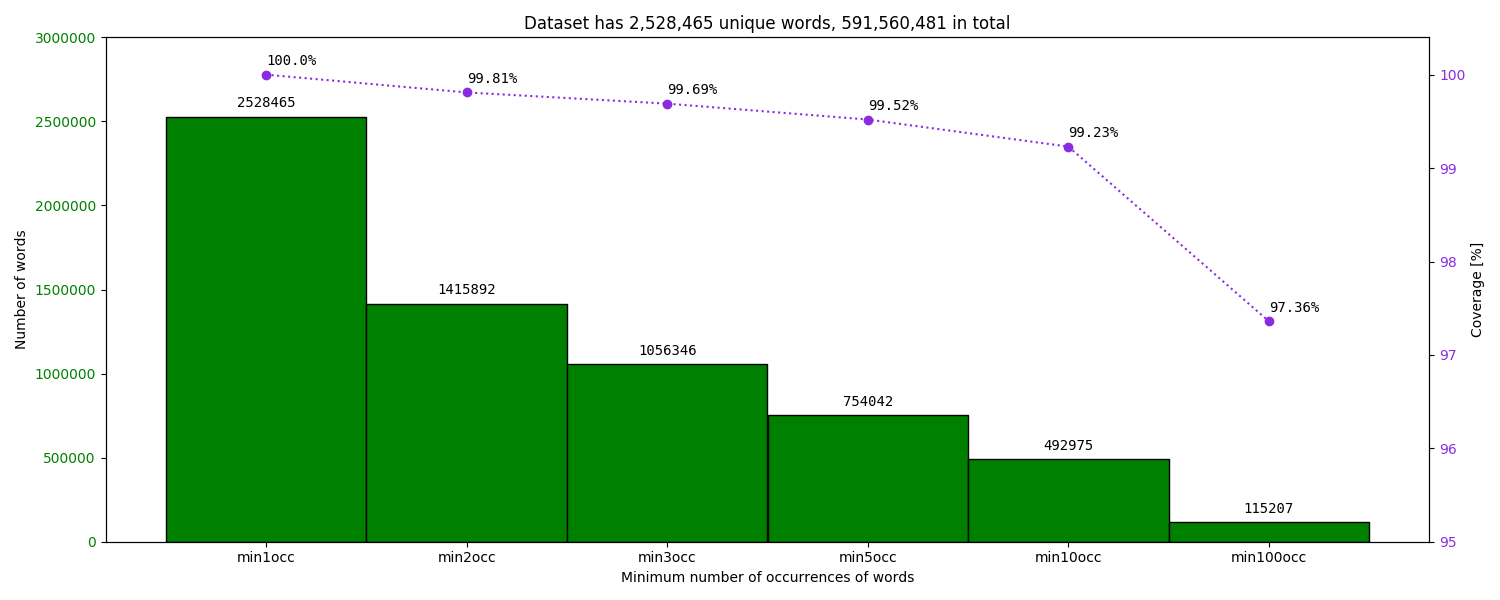 Dataset has 2,528,465 unique words, 591,560,481 in total
Number of words
3000000
2500000
2000000
1500000
1000000
500000
0
100.0%
99.81%
99.69%
99.52%
99.23%
97.36%
2528465
1415892
1056346
754042
492975
115207
100
99
98
97
96
95
Coverage [%]
min1occ
min2occ
min3occ
min5occ
min10occ
min100occ
Minimum number of occurrences of words